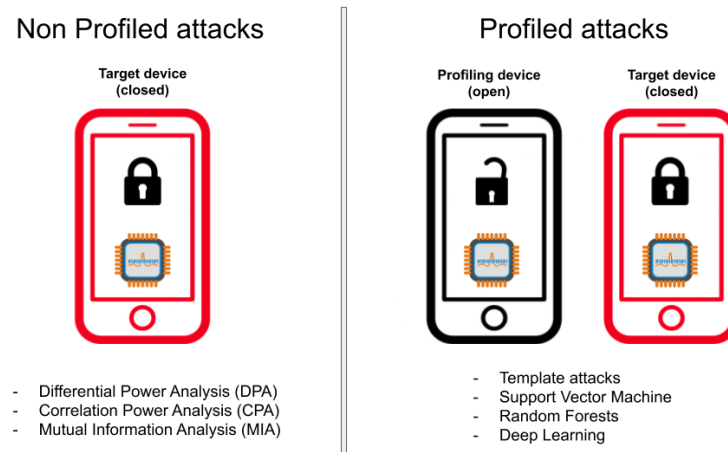 Non Profiled attacks
Target device
(closed)
- Differential Power Analysis (DPA)
- Correlation Power Analysis (CPA)
- Mutual Information Analysis (MIA)
Profiled attacks
Profiling device
(open)
Target device
(closed)
- Template attacks
- Support Vector Machine
- Random Forests
- Deep Learning